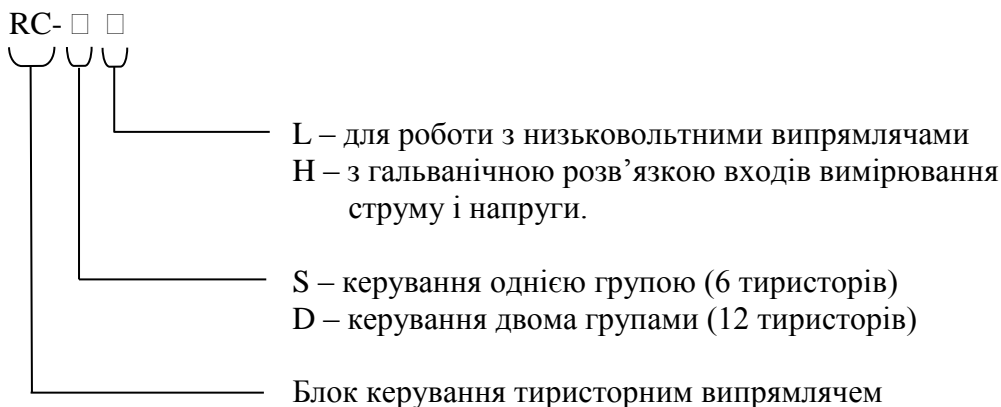 RC- □ □
L – для роботи з низьковольтними випрямлячами
H – з гальванічною розв’язкою входів вимірювання
струму і напруги.
S – керування однією групою (6 тиристорів)
D – керування двома групами (12 тиристорів)
Блок керування тиристорним випрямлячем